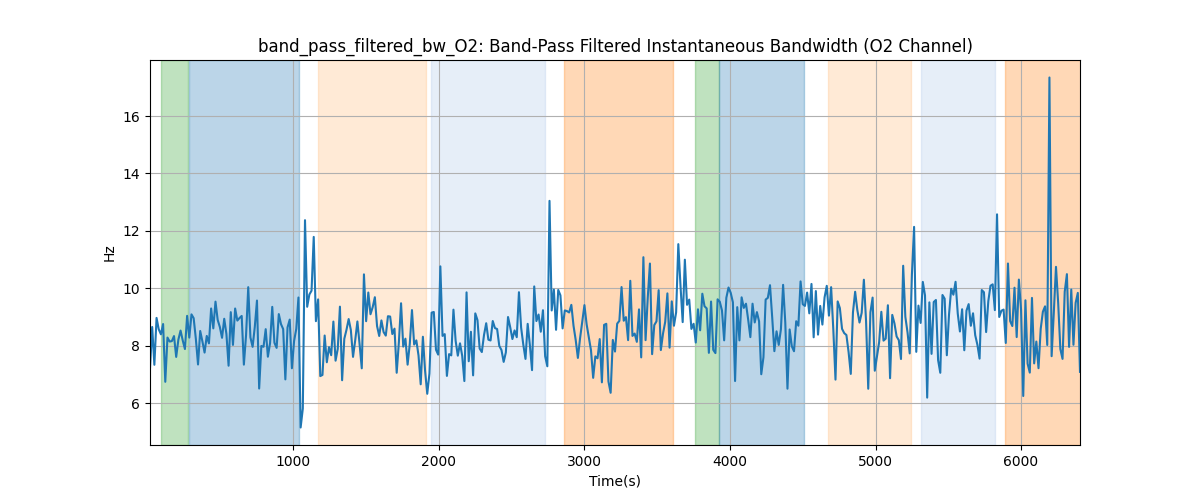 band_pass_filtered_bw_O2: Band-Pass Filtered Instantaneous Bandwidth (O2 Channel)
16
14
12
10
8
6
Hz
1000 2000 3000 4000 5000 6000
Time(s)